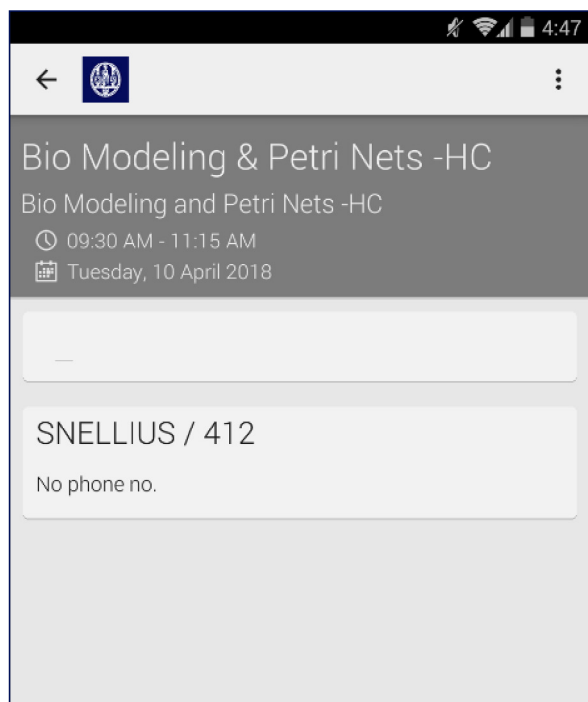 4:47
Bio Modeling & Petri Nets -HC
Bio Modeling and Petri Nets -HC
09:30 AM - 11:15 AM
Tuesday, 10 April 2018
SNELLIUS / 412
No phone no.